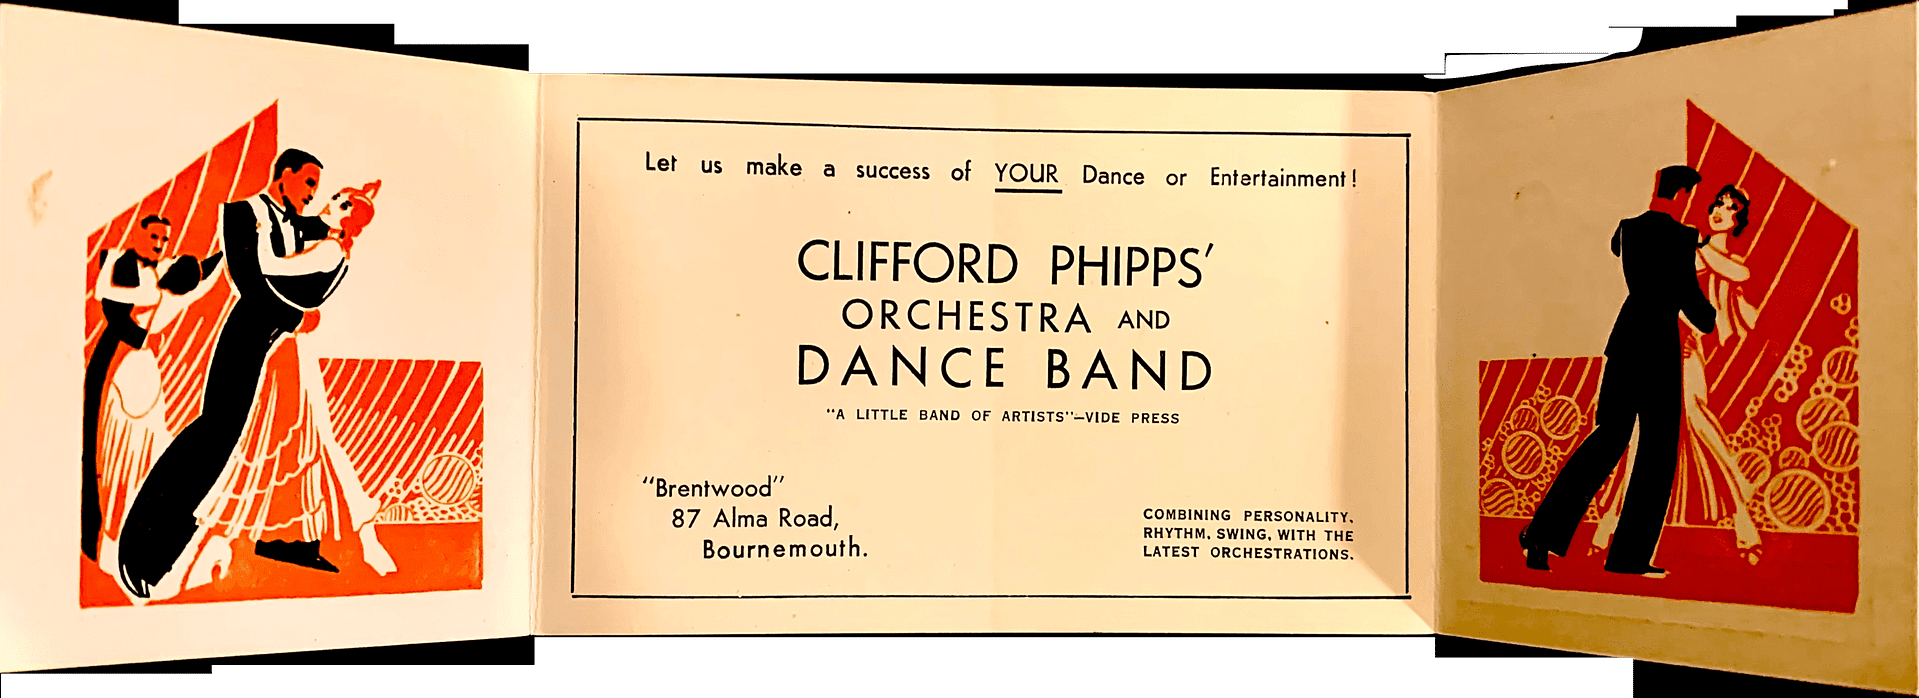 Let us make a success of YOUR Dance or Entertainment!
CLIFFORD PHIPPS'
ORCHESTRA AND
DANCE BAND
"A LITTLE BAND OF ARTISTS"—VIDE PRESS
"Brentwood"
87 Alma Road,
Bournemouth.
COMBINING PERSONALITY,
RHYTHM, SWING, WITH THE
LATEST ORCHESTRATIONS.